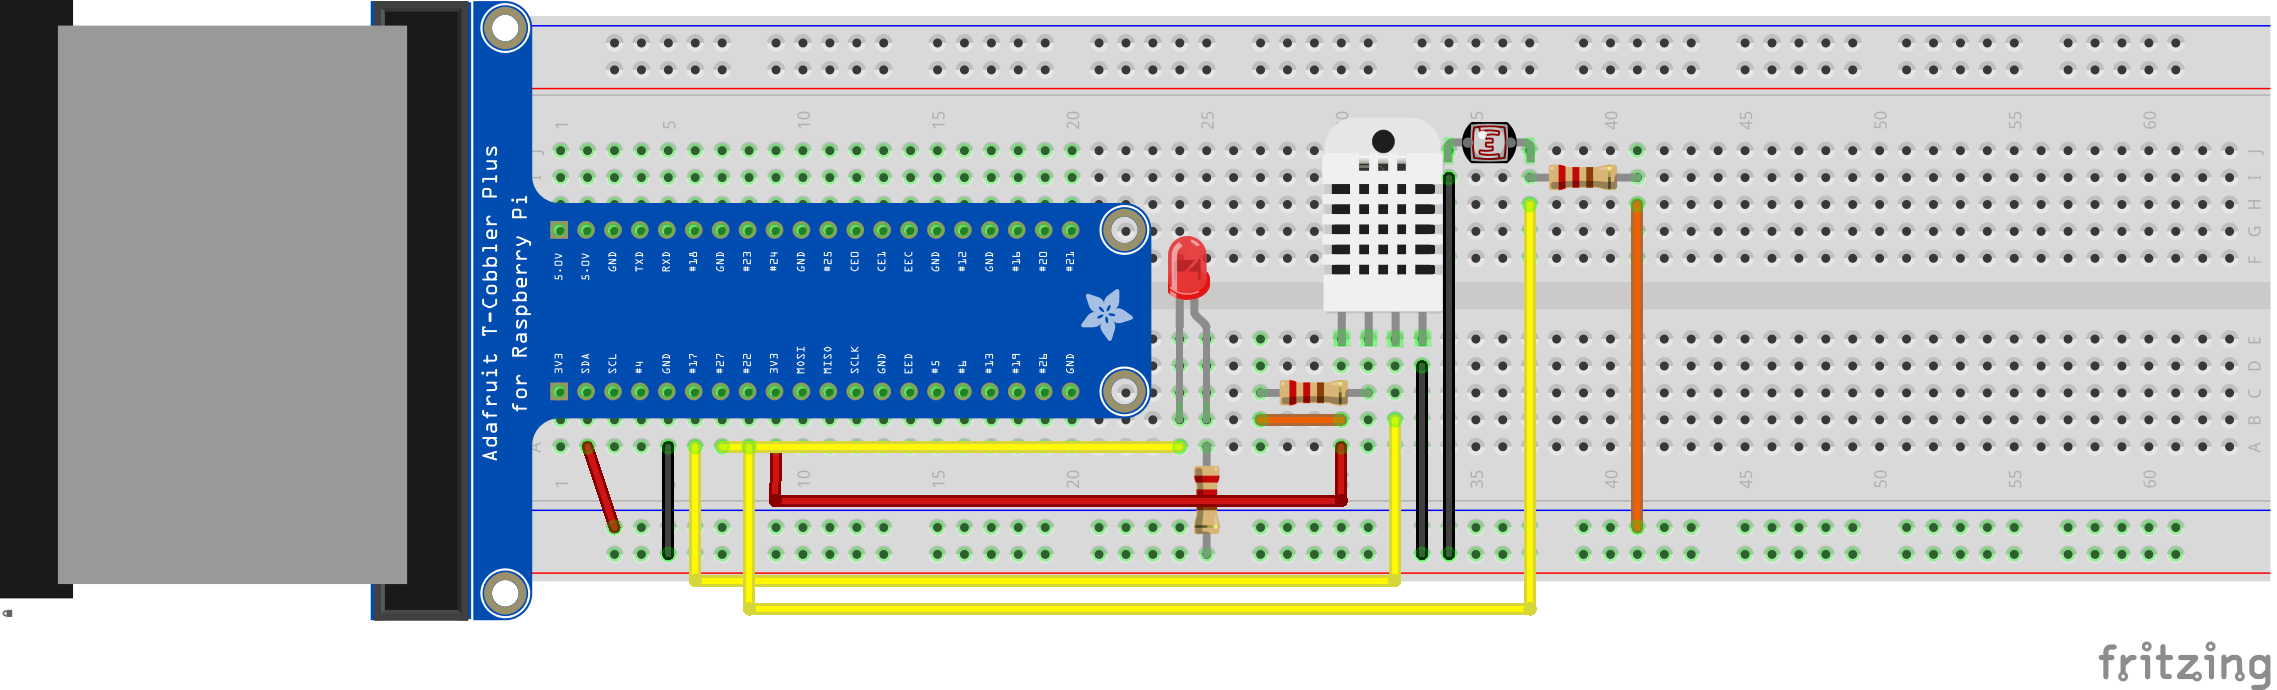 1 5 10 15 20 25 30 35 40 45 50 55 60
J J
I I
H
G
F
Adafruit T-Cobbler Plus
for Raspberry Pi
5.0V 5.0V GND TXD RXD #18 GND #23 #24 GND #25 CE0 CE1 EEC GND #12 GND #16 #20 #21
3V3 SDA SCL #4 GND #17 #27 #22 3V3 MOSI MISO SCLK GND EED #5 #6 #13 #19 #26 GND
E
D
C
B
A A
1 10 15 20 35 40 45 50 55 60
fritzing